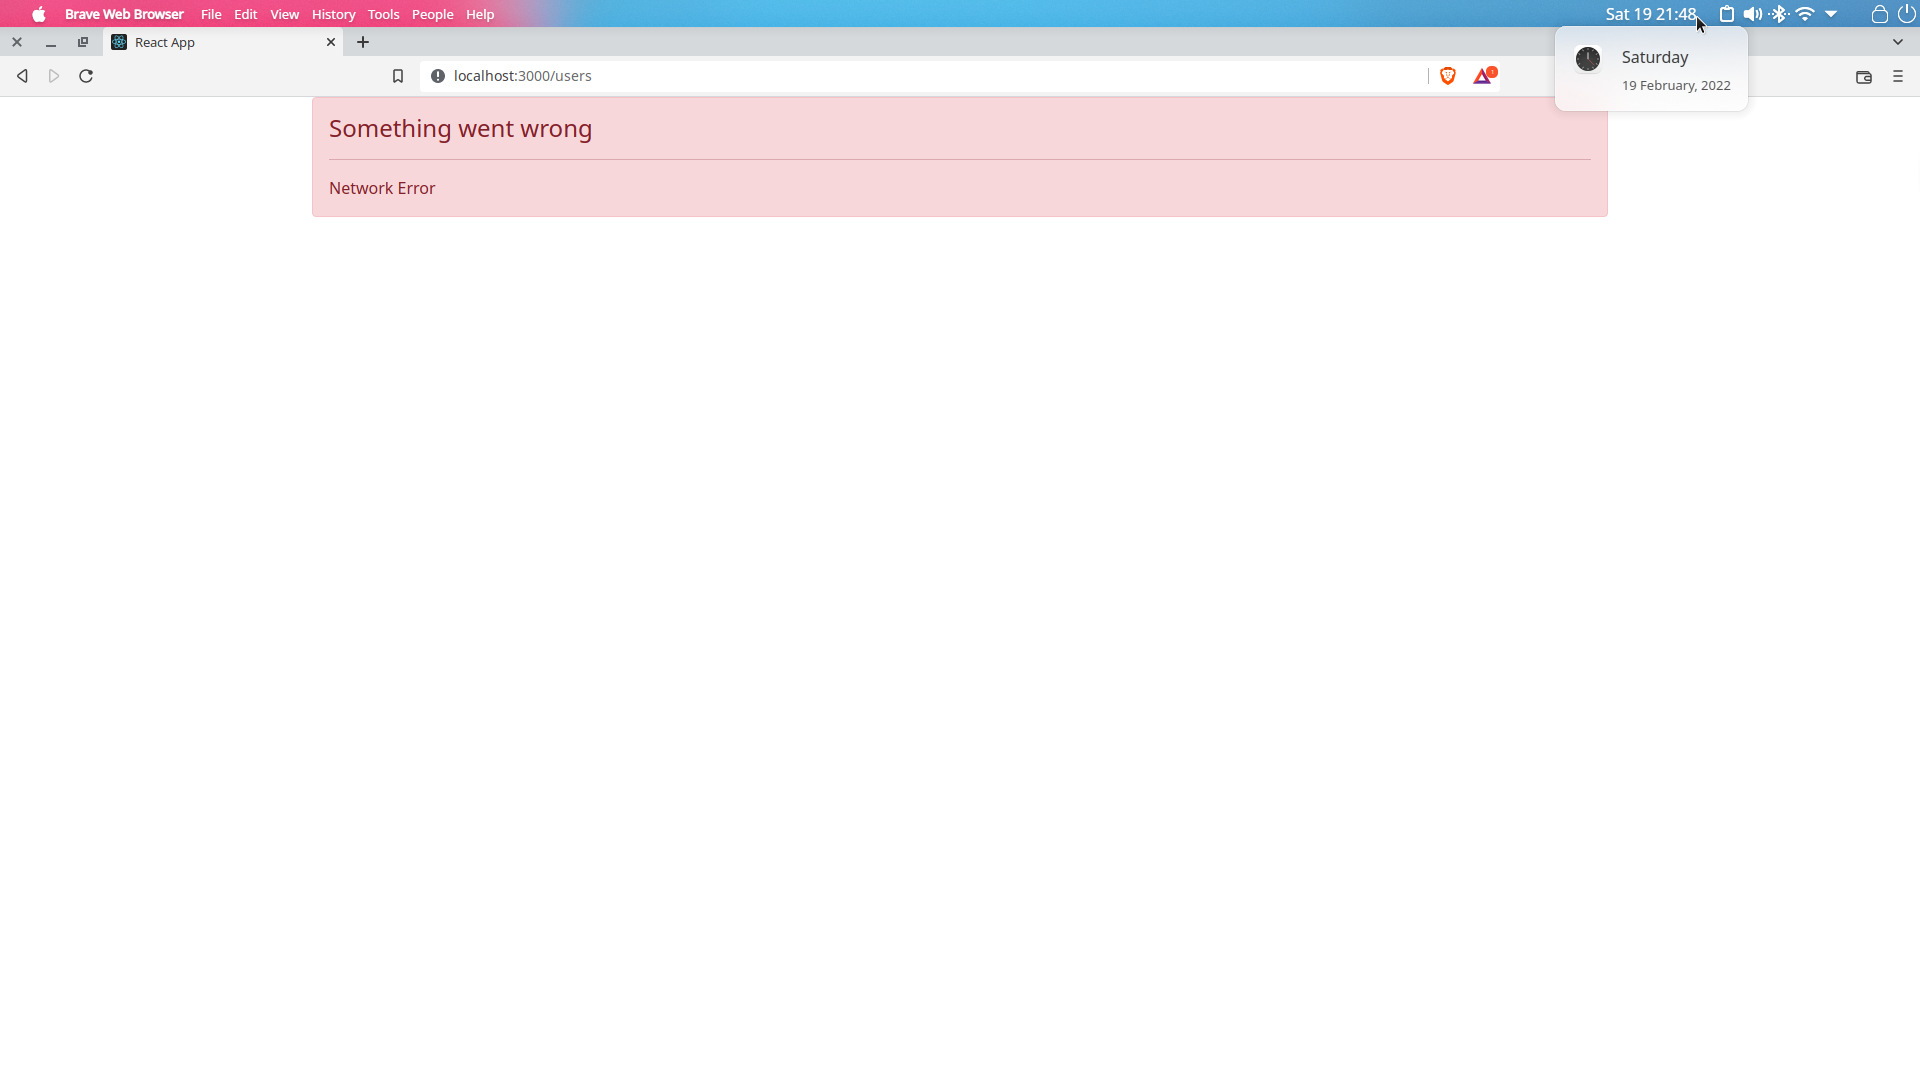 Brave Web Browser File Edit View History Tools People Help Sat 19 21:48
React App
localhost:3000/users
Saturday
19 February, 2022
Something went wrong
Network Error